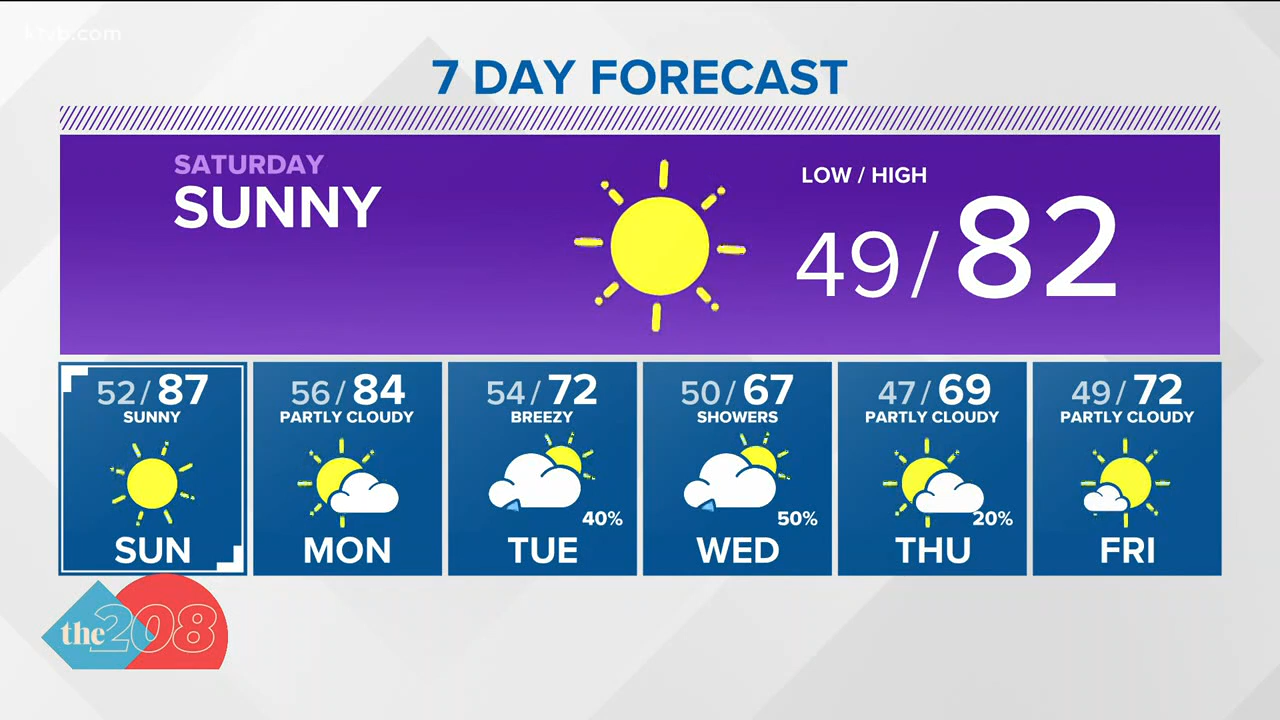 ktvb.com
7 DAY FORECAST
SATURDAY
SUNNY
LOW / HIGH
49/82
52/87
SUNNY
SUN
56/84
PARTLY CLOUDY
MON
54/72
BREEZY
40%
TUE
50/67
SHOWERS
50%
WED
47/69
PARTLY CLOUDY
20%
THU
49/72
PARTLY CLOUDY
FRI
the208